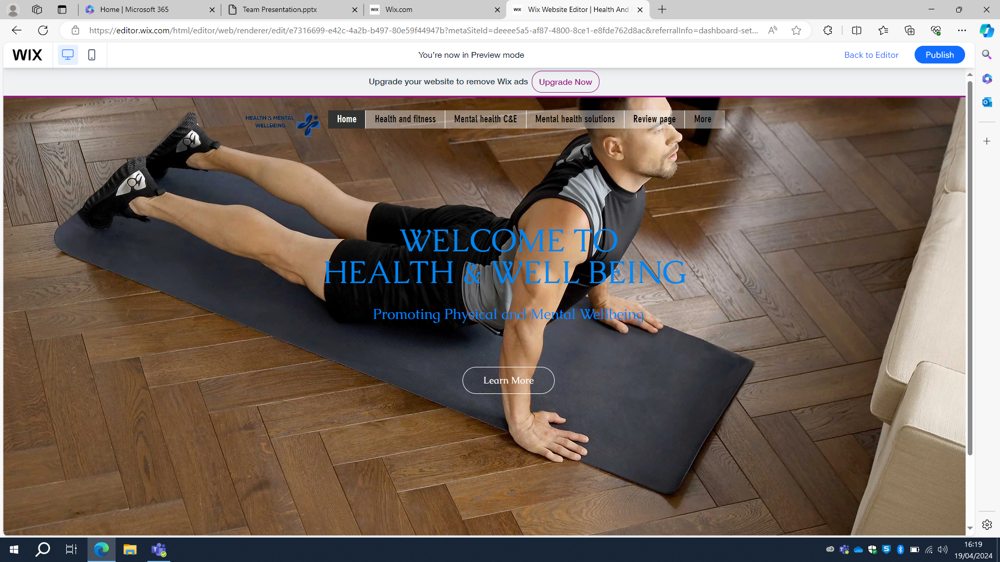 Home | Microsoft 365
Team Presentation.pptx
Wix.com
Wix Website Editor | Health And
https://editor.wix.com/html/editor/web/renderer/edit/e7316699-e42c-4a2b-b497-80e59f44947b?metaSiteId=deeee5a5-af87-4800-8ce1-e8fde762d8ac&referralInfo=dashboard-set...
WIX
You're now in Preview mode
Back to Editor
Publish
Upgrade your website to remove Wix ads
Upgrade Now
HEALTH & MENTAL
WELLBEING
Home
Health and fitness
Mental health C&E
Mental health solutions
Review page
More
WELCOME TO
HEALTH & WELL BEING
Promoting Physical and Mental Wellbeing
Learn More
16:19
19/04/2024